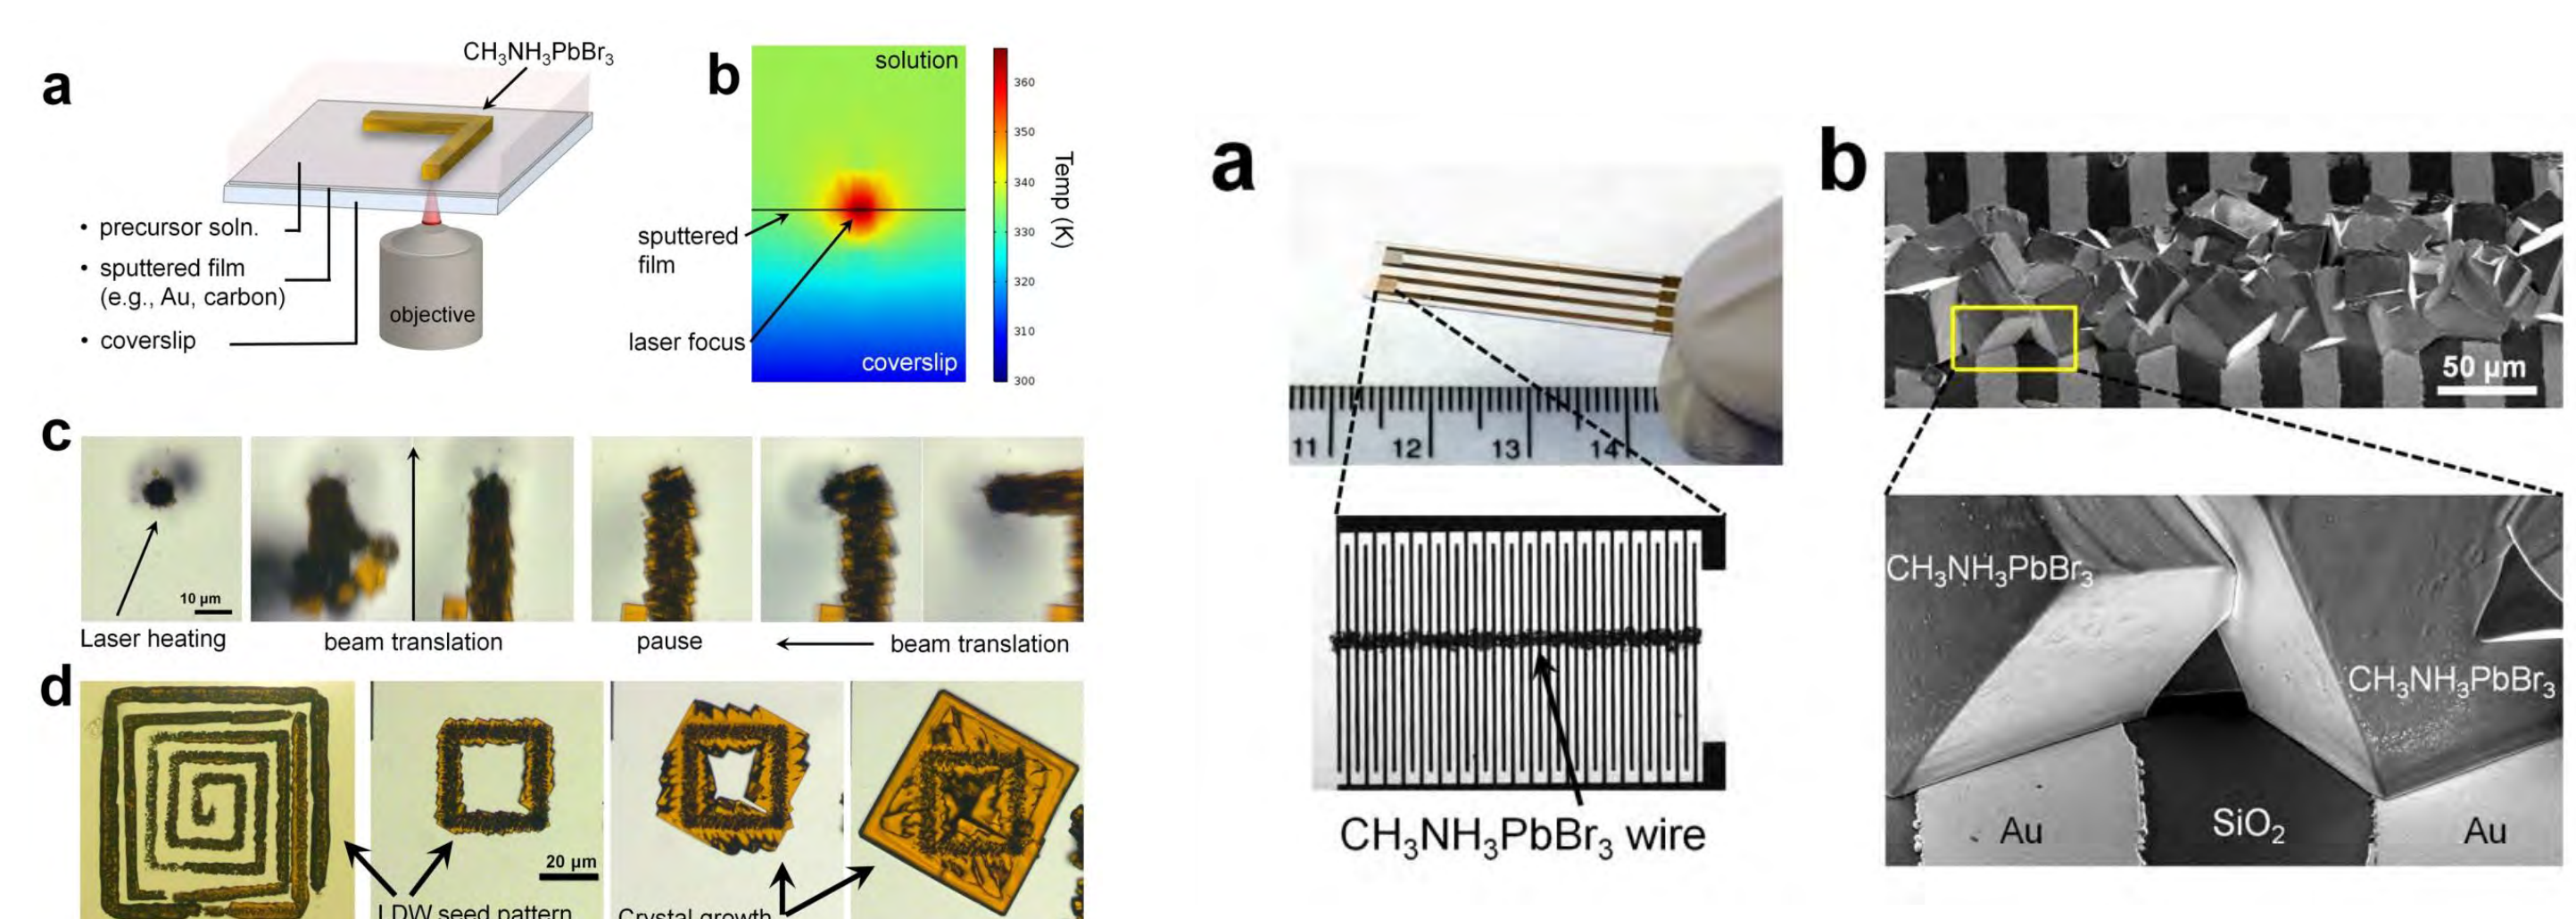 a
CH₃NH₃PbBr₃
• precursor soln.
• sputtered film
(e.g., Au, carbon)
• coverslip
objective
b
solution
sputtered
film
laser focus
coverslip
360
350
340
330
320
310
300
Temp (K)
c
10 µm
Laser heating
beam translation
pause
beam translation
d
20 µm
LDW seed pattern
Crystal growth
a
11 12 13 14
CH₃NH₃PbBr₃ wire
b
50 µm
CH₃NH₃PbBr₃
CH₃NH₃PbBr₃
Au
SiO₂
Au